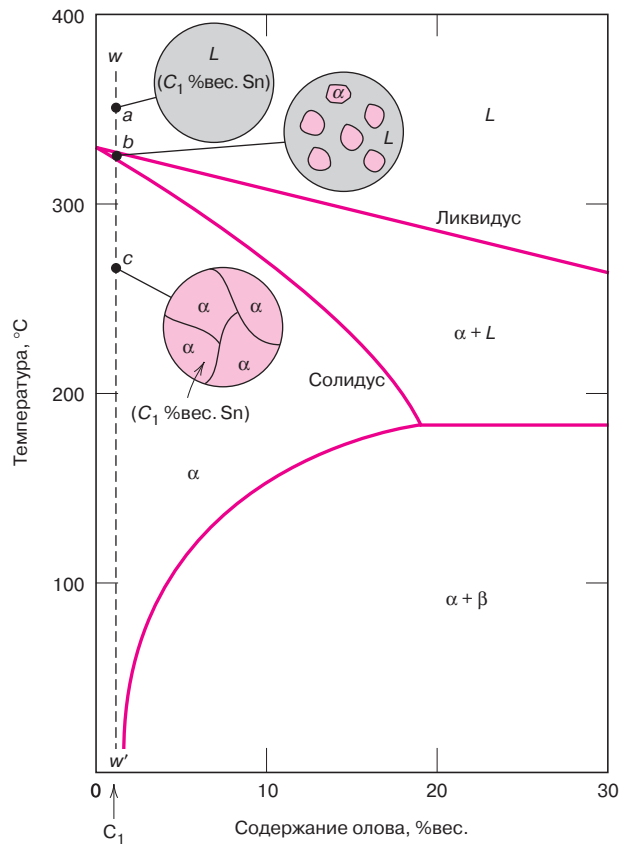 400
w
L
(C₁ %вес. Sn)
a
α
L
L
b
300
Ликвидус
c
α
α
α
α
α + L
Солидус
(C₁ %вес. Sn)
200
Температура, °C
α
100
α + β
w'
0
0
10
20
30
C₁
Содержание олова, %вес.